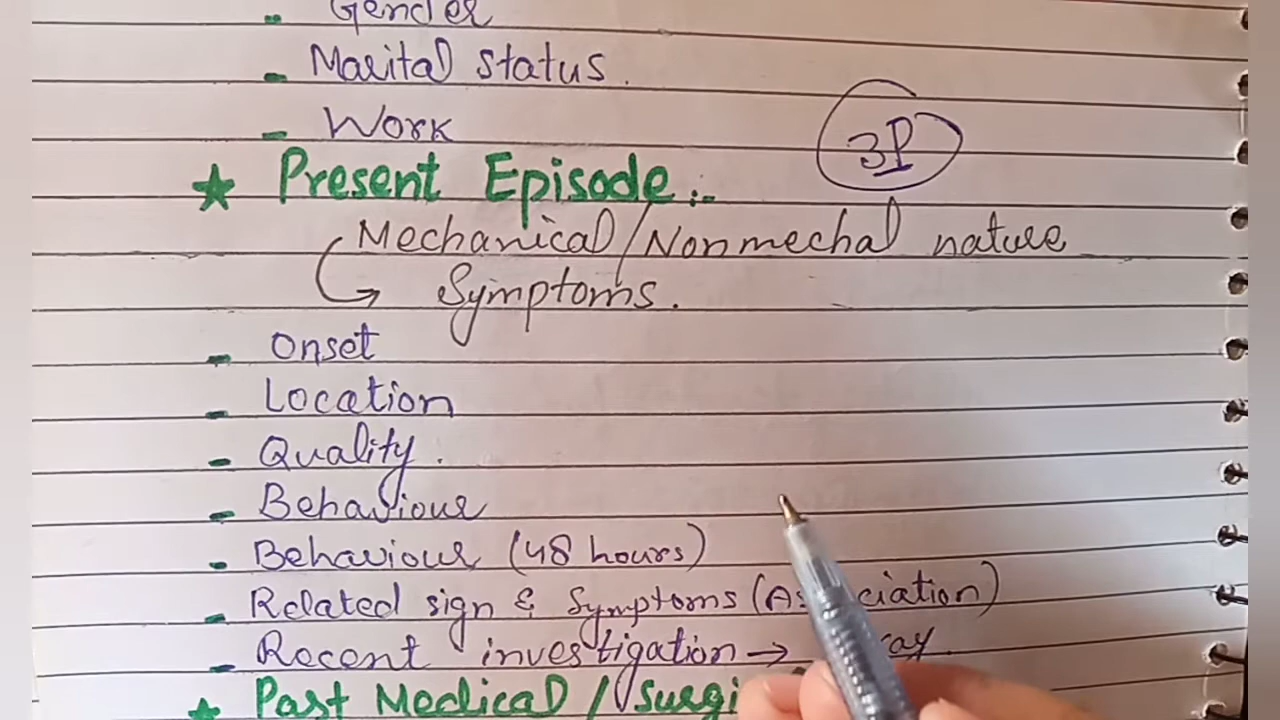 - Gender
- Marital status.
- Work
3P
★ Present Episode:-
Mechanical/Nonmechal nature
Symptoms.
- Onset
- Location
- Quality.
- Behaviour
- Behaviour (48 hours)
- Related sign & Symptoms
- Recent investigation →
★ Past Medical /